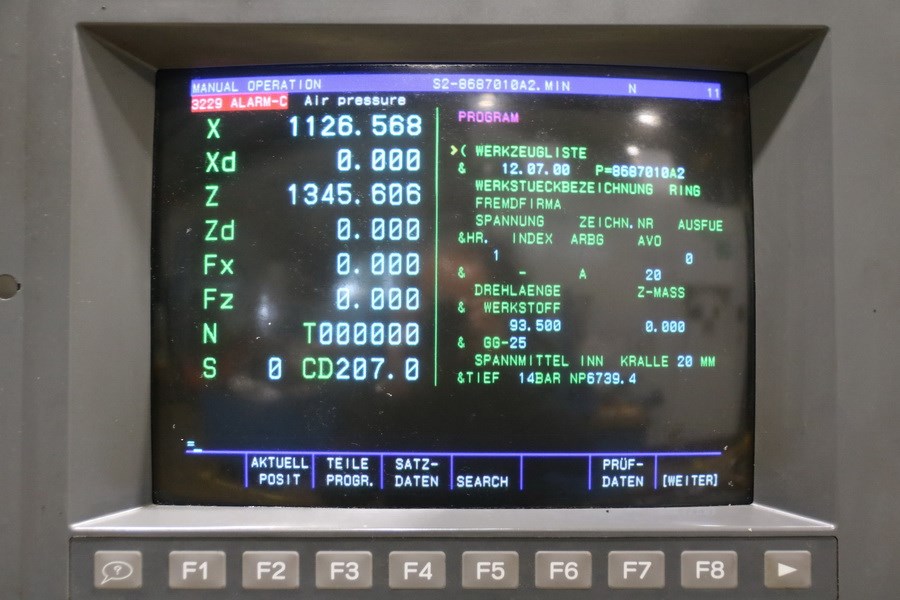 MANUAL OPERATION S2-8687010A2.MIN N 11
3229 ALARM-C Air pressure
X 1126.568
Xd 0.000
Z 1345.606
Zd 0.000
Fx 0.000
Fz 0.000
N T000000
S 0 CD207.0
PROGRAM
>( WERKZEUGLISTE
& 12.07.00 P=8687010A2
WERKSTUECKBEZEICHNUNG RING
FREMDFIRMA
SPANNUNG ZEICHN.NR AUSFUE
&HR. INDEX ARBG AVO
1 0
& - A 20
DREHLAENGE Z-MASS
& WERKSTOFF
93.500 0.000
& GG-25
SPANNMITTEL INN KRALLE 20 MM
&TIEF 14BAR NP6739.4
=_
AKTUELL POSIT
TEILE PROGR.
SATZ- DATEN
SEARCH
PRÜF- DATEN
[WEITER]
?
F1 F2 F3 F4 F5 F6 F7 F8